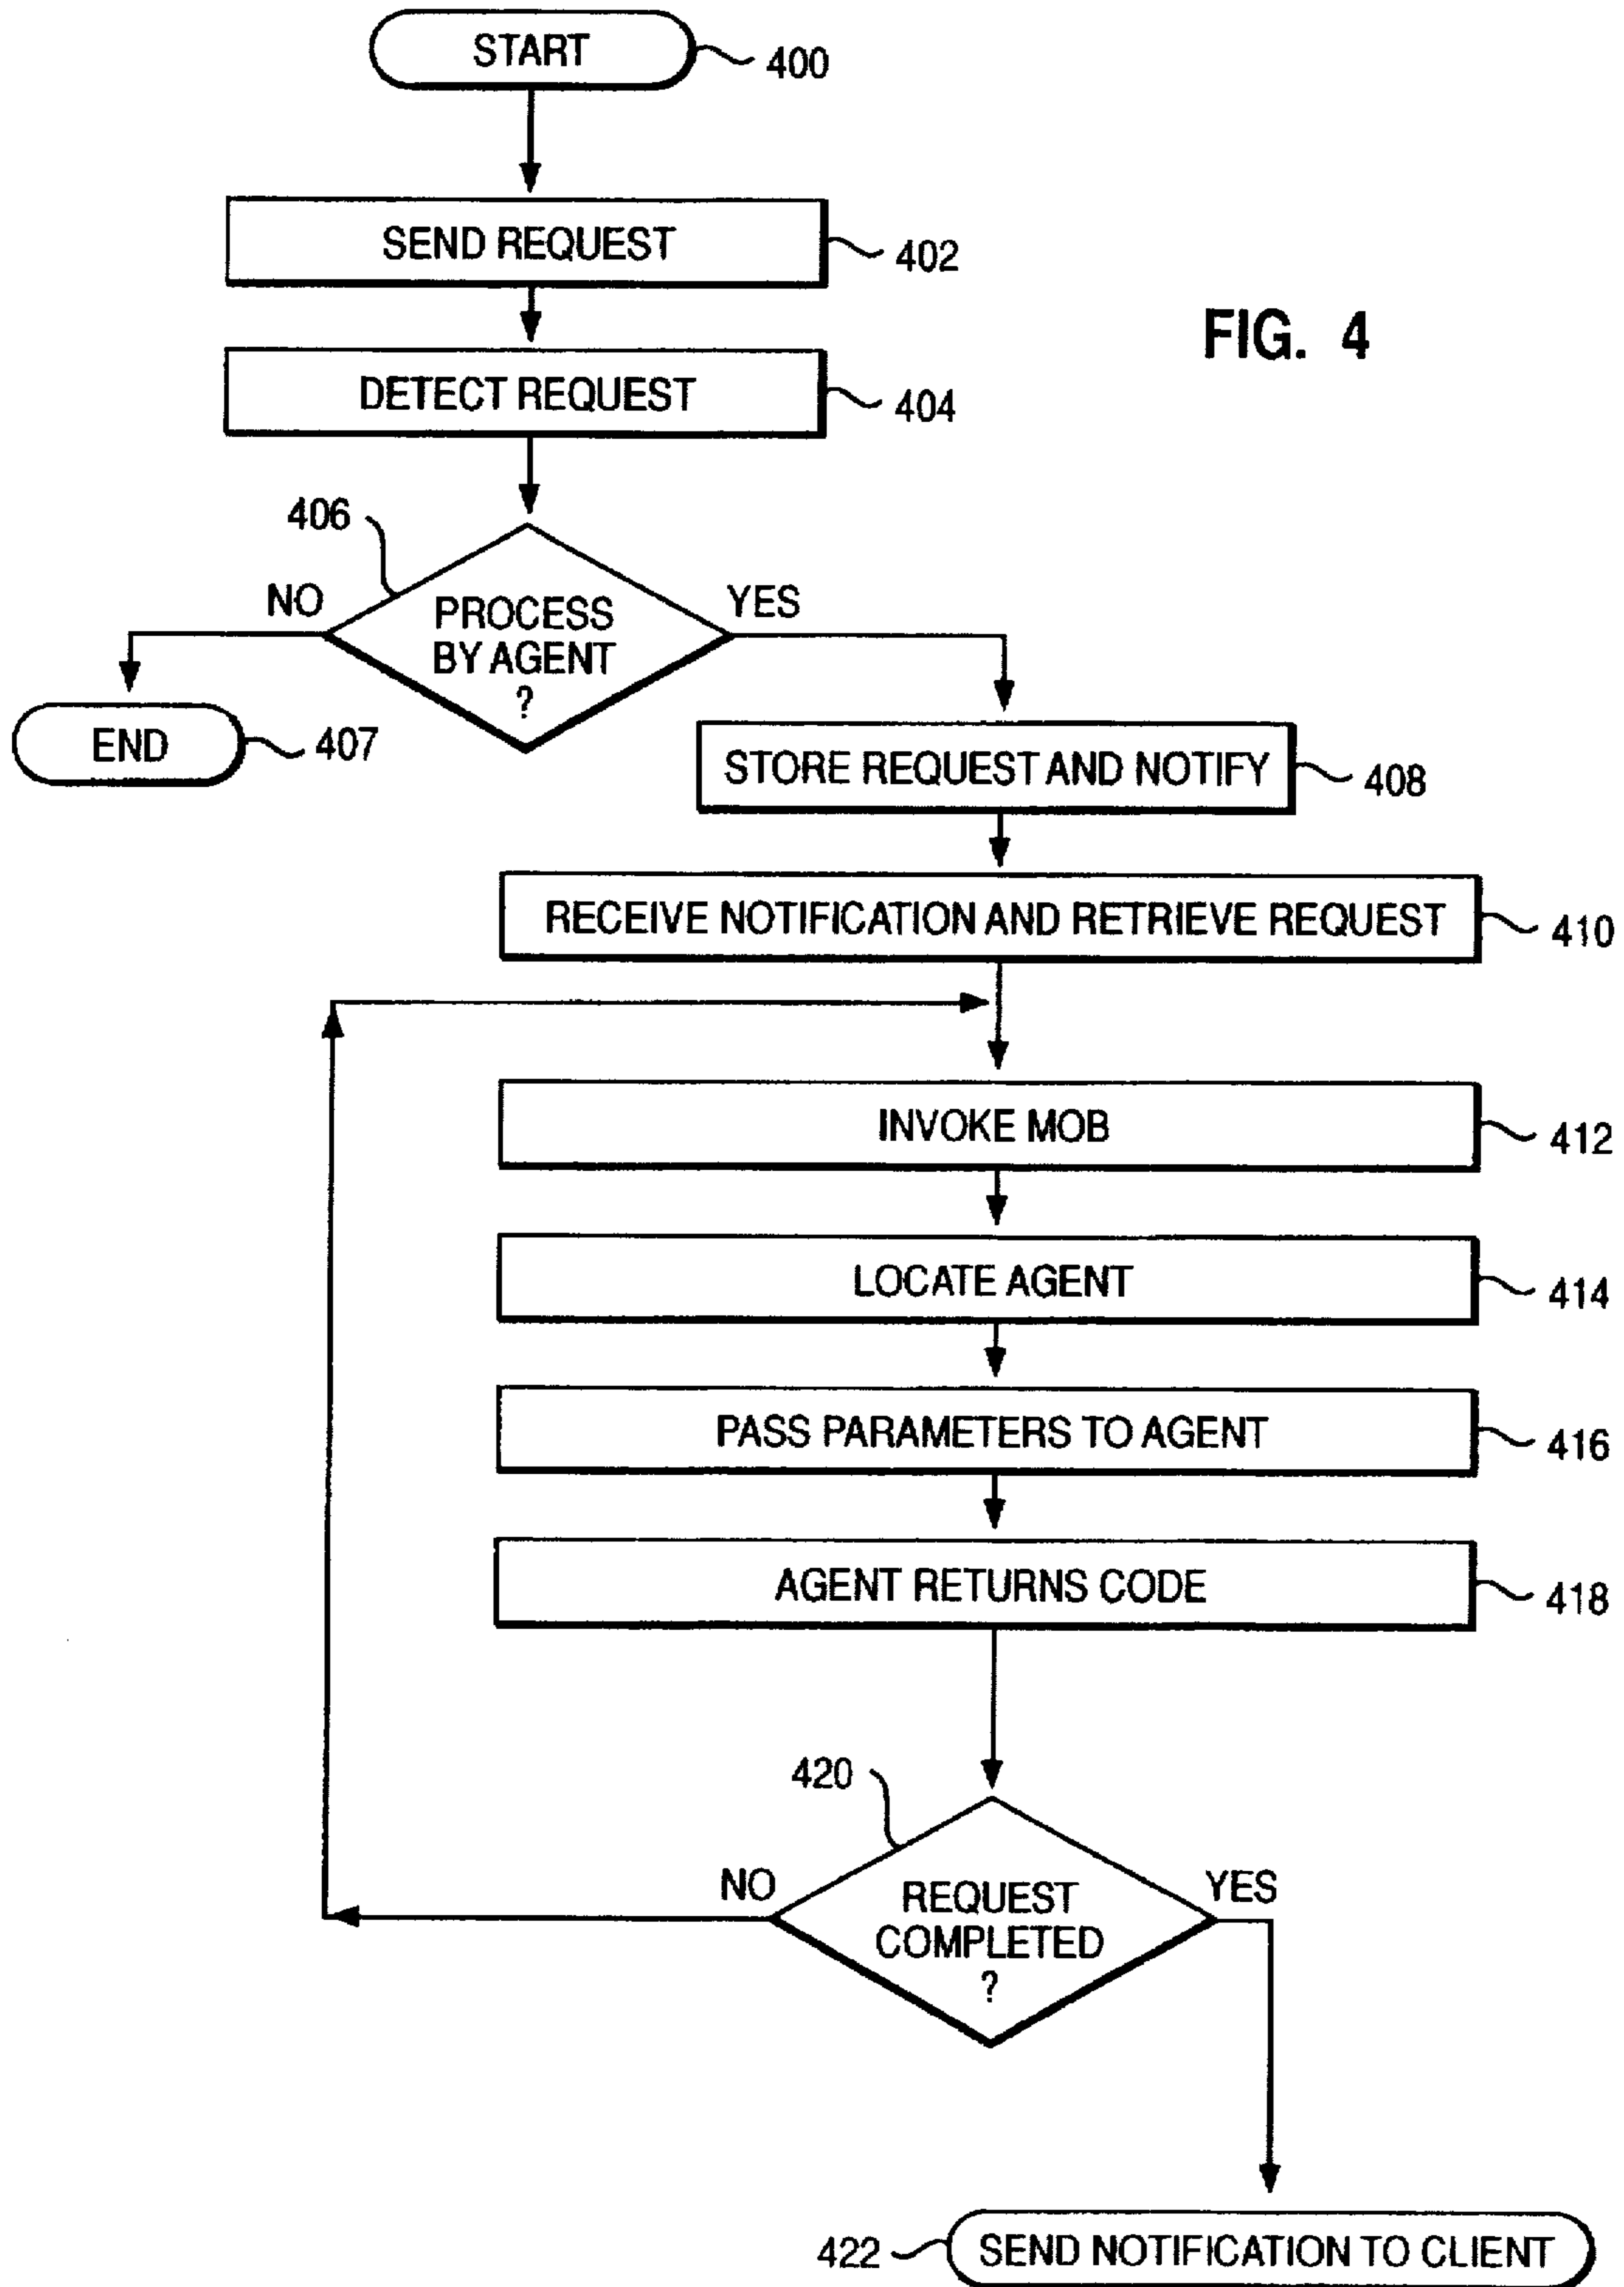 START
400
SEND REQUEST
402
FIG. 4
DETECT REQUEST
404
406
NO
YES
PROCESS
BY AGENT
?
END
407
STORE REQUEST AND NOTIFY
408
RECEIVE NOTIFICATION AND RETRIEVE REQUEST
410
INVOKE MOB
412
LOCATE AGENT
414
PASS PARAMETERS TO AGENT
416
AGENT RETURNS CODE
418
420
NO
YES
REQUEST
COMPLETED
?
422
SEND NOTIFICATION TO CLIENT